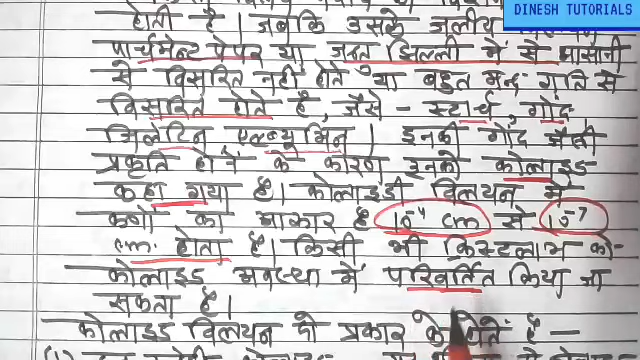 DINESH TUTORIALS
होती है। जबकि उसके जलीय
पार्चमेन्ट पेपर या जन्तु झिल्ली में से आसानी
से विसरित नहीं होते या बहुत मन्द गति से
विसरित होते हैं, जैसे - स्टार्च, गोंद,
जिलेटिन एल्ब्यूमिन। इनकी गोंद जैली
प्रकृति होने के कारण इनको कोलाइड
कहा गया है। कोलाइडी विलयन में
कणों का आकार है 10⁻⁴ cm से 10⁻⁷
cm होता है। किसी भी क्रिस्टलाभ को-
कोलाइड अवस्था में परिवर्तित किया जा
सकता है।
कोलाइड विलयन दो प्रकार के होते हैं —
(1)